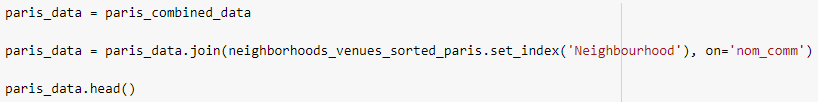 paris_data = paris_combined_data
paris_data = paris_data.join(neighborhoods_venues_sorted_paris.set_index('Neighbourhood'), on='nom_comm')
paris_data.head()